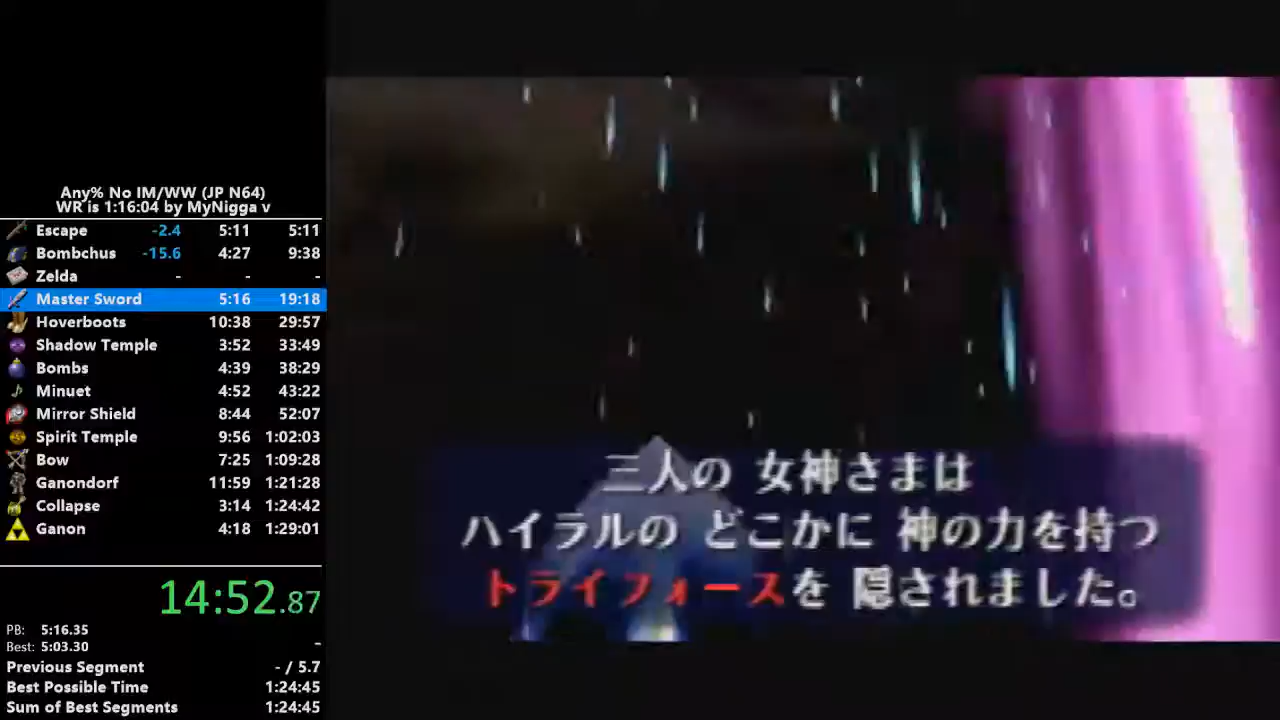 Any% No IM/WW (JP N64)
WR is 1:16:04 by MyNigga v
Escape -2.4 5:11 5:11
Bombchus -15.6 4:27 9:38
Zelda - - -
Master Sword 5:16 19:18
Hoverboots 10:38 29:57
Shadow Temple 3:52 33:49
Bombs 4:39 38:29
Minuet 4:52 43:22
Mirror Shield 8:44 52:07
Spirit Temple 9:56 1:02:03
Bow 7:25 1:09:28
Ganondorf 11:59 1:21:28
Collapse 3:14 1:24:42
Ganon 4:18 1:29:01
14:52.87
PB: 5:16.35
Best: 5:03.30 -
Previous Segment - / 5.7
Best Possible Time 1:24:45
Sum of Best Segments 1:24:45
三人の 女神さまは
ハイラルの どこかに 神の力を持つ
トライフォースを 隠されました。